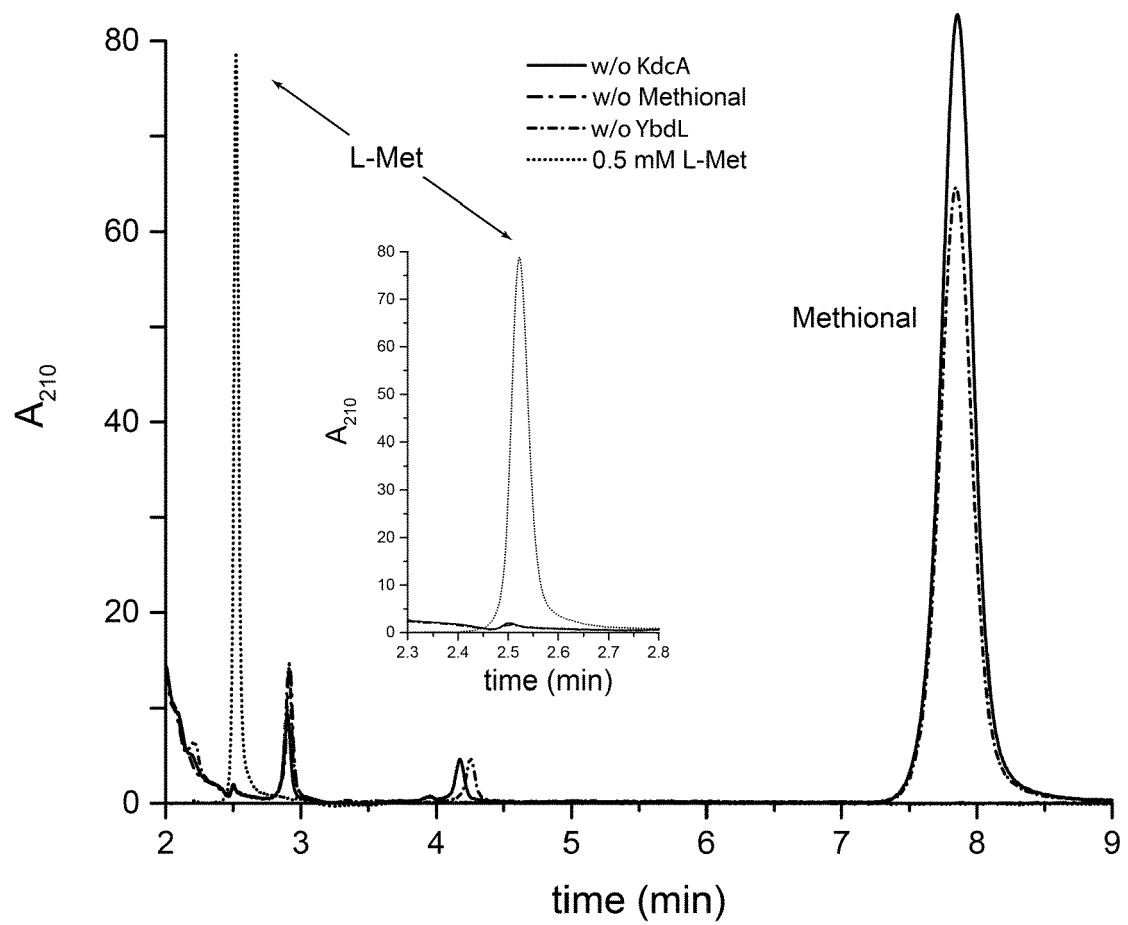 80
60
40
20
0
A210
w/o KdcA
w/o Methional
w/o YbdL
0.5 mM L-Met
L-Met
Methional
80
70
60
50
40
30
20
10
0
A210
2.3 2.4 2.5 2.6 2.7 2.8
time (min)
2 3 4 5 6 7 8 9
time (min)